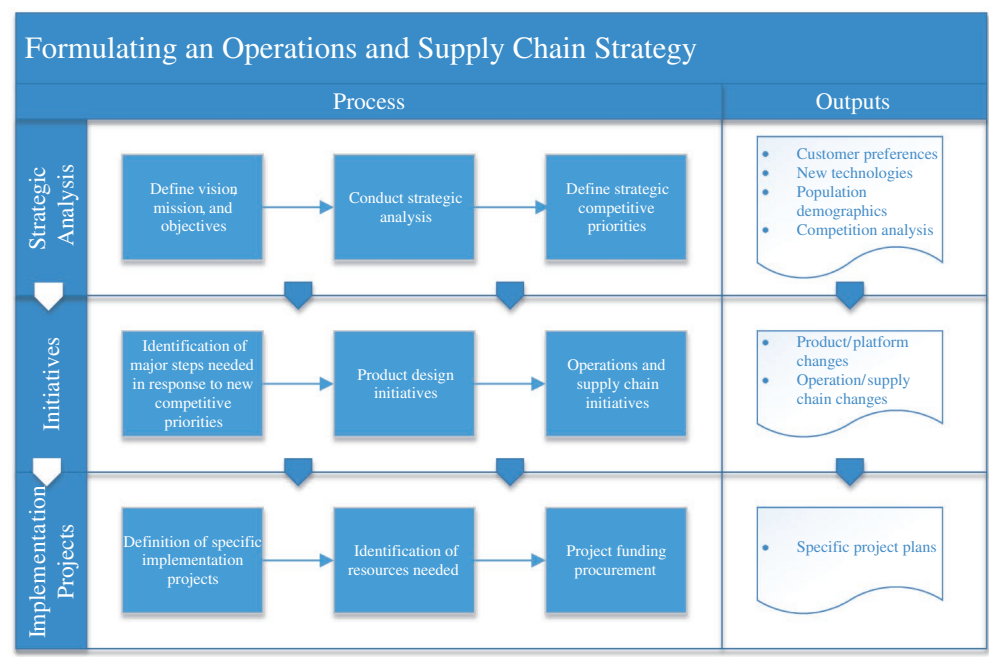 Formulating an Operations and Supply Chain Strategy
Process
Outputs
Strategic
Analysis
Define vision,
mission, and
objectives
Conduct strategic
analysis
Define strategic
competitive
priorities
• Customer preferences
• New technologies
• Population
demographics
• Competition analysis
Initiatives
Identification of
major steps needed
in response to new
competitive
priorities
Product design
initiatives
Operations and
supply chain
initiatives
• Product/platform
changes
• Operation/supply
chain changes
Implementation
Projects
Definition of specific
implementation
projects
Identification of
resources needed
Project funding
procurement
• Specific project plans